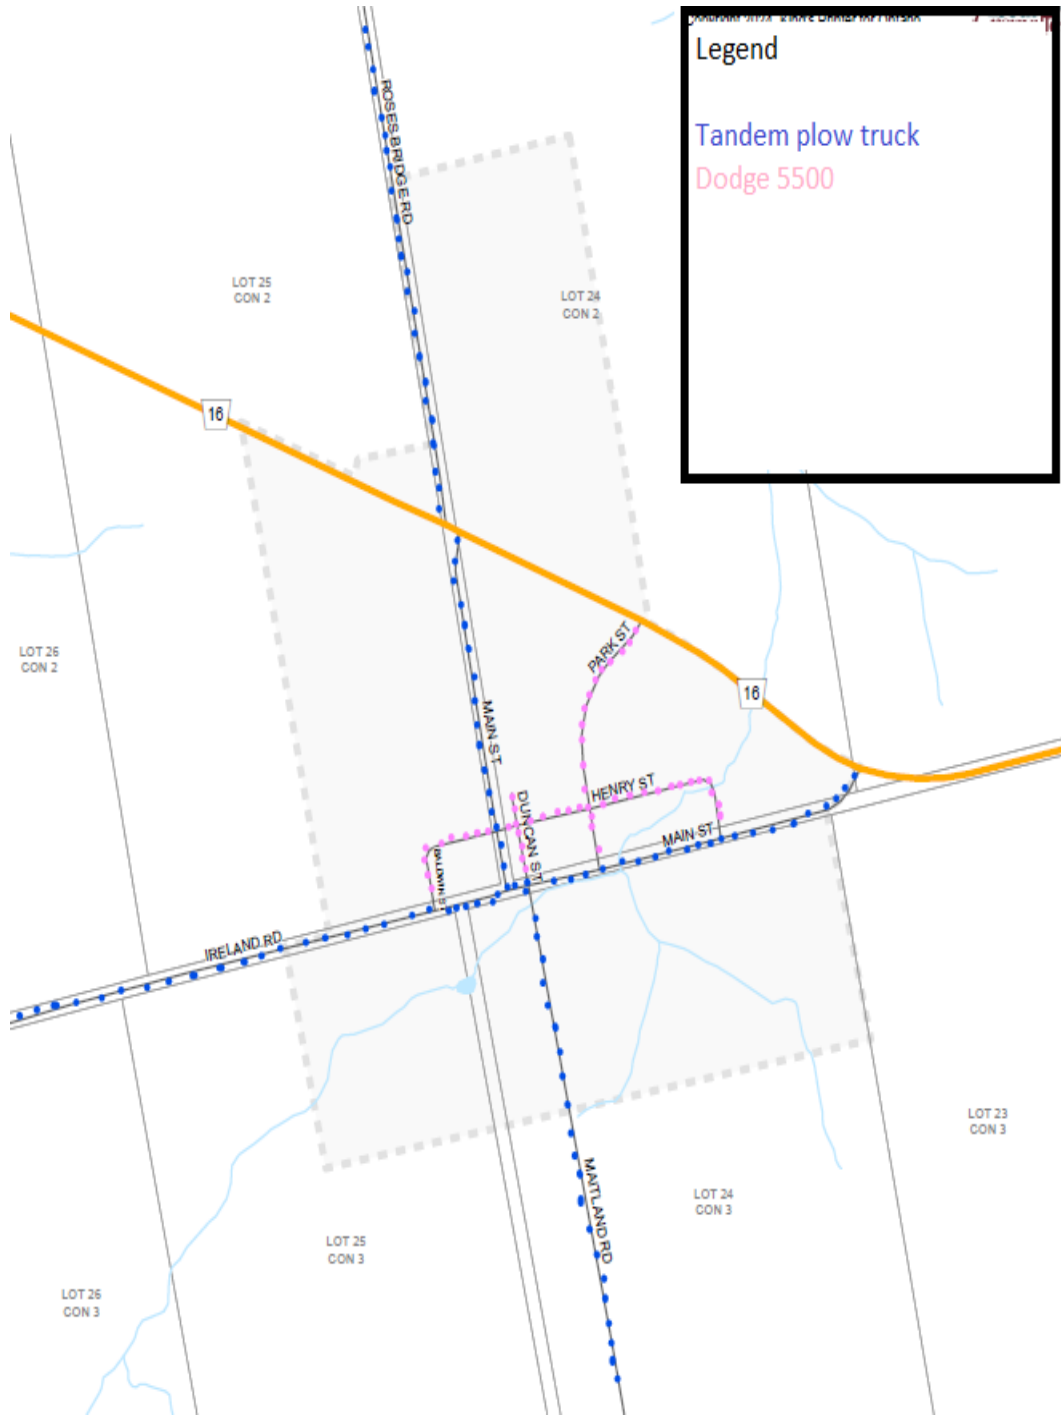 Legend
Tandem plow truck
Dodge 5500
ROSES BRIDGE RD
LOT 25
CON 2
LOT 24
CON 2
16
LOT 26
CON 2
PARK ST
16
MAIN ST
HENRY ST
DUNCAN ST
MAIN ST
BALDWIN ST
IRELAND RD
LOT 23
CON 3
MAITLAND RD
LOT 24
CON 3
LOT 25
CON 3
LOT 26
CON 3